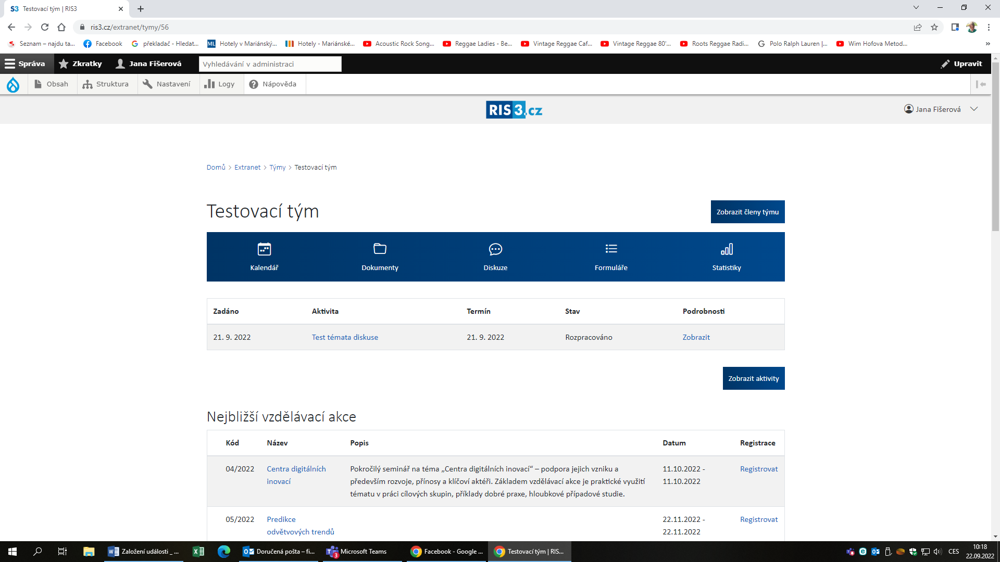 S3 Testovací tým | RIS3
ris3.cz/extranet/tymy/56
Seznam – najdu ta... Facebook překladač - Hledat... ML Hotely v Mariánský... Hotely - Mariánské... Acoustic Rock Song... Reggae Ladies - Be... Vintage Reggae Caf... Vintage Reggae 80'... Roots Reggae Radi... Polo Ralph Lauren |... Wim Hofova Metod... »
Správa Zkratky Jana Fišerová Vyhledávání v administraci Upravit
Obsah Struktura Nastavení Logy Nápověda
RIS3.cz Jana Fišerová
Domů > Extranet > Týmy > Testovací tým
Testovací tým
Zobrazit členy týmu
Kalendář Dokumenty Diskuze Formuláře Statistiky
Zadáno Aktivita Termín Stav Podrobnosti
21. 9. 2022 Test témata diskuse 21. 9. 2022 Rozpracováno Zobrazit
Zobrazit aktivity
Nejbližší vzdělávací akce
Kód Název Popis Datum Registrace
04/2022 Centra digitálních Pokročilý seminář na téma „Centra digitálních inovací“ – podpora jejich vzniku a 11.10.2022 - Registrovat
inovací především rozvoje, přínosy a klíčoví aktéři. Základem vzdělávací akce je praktické využití 11.10.2022
tématu v práci cílových skupin, příklady dobré praxe, hloubkové případové studie.
05/2022 Predikce 22.11.2022 - Registrovat
odvětvových trendů 22.11.2022
Založení události _ ... Doručená pošta – fi... 3 Microsoft Teams Facebook - Google ... Testovací tým | RIS... CES 10:18
22.09.2022